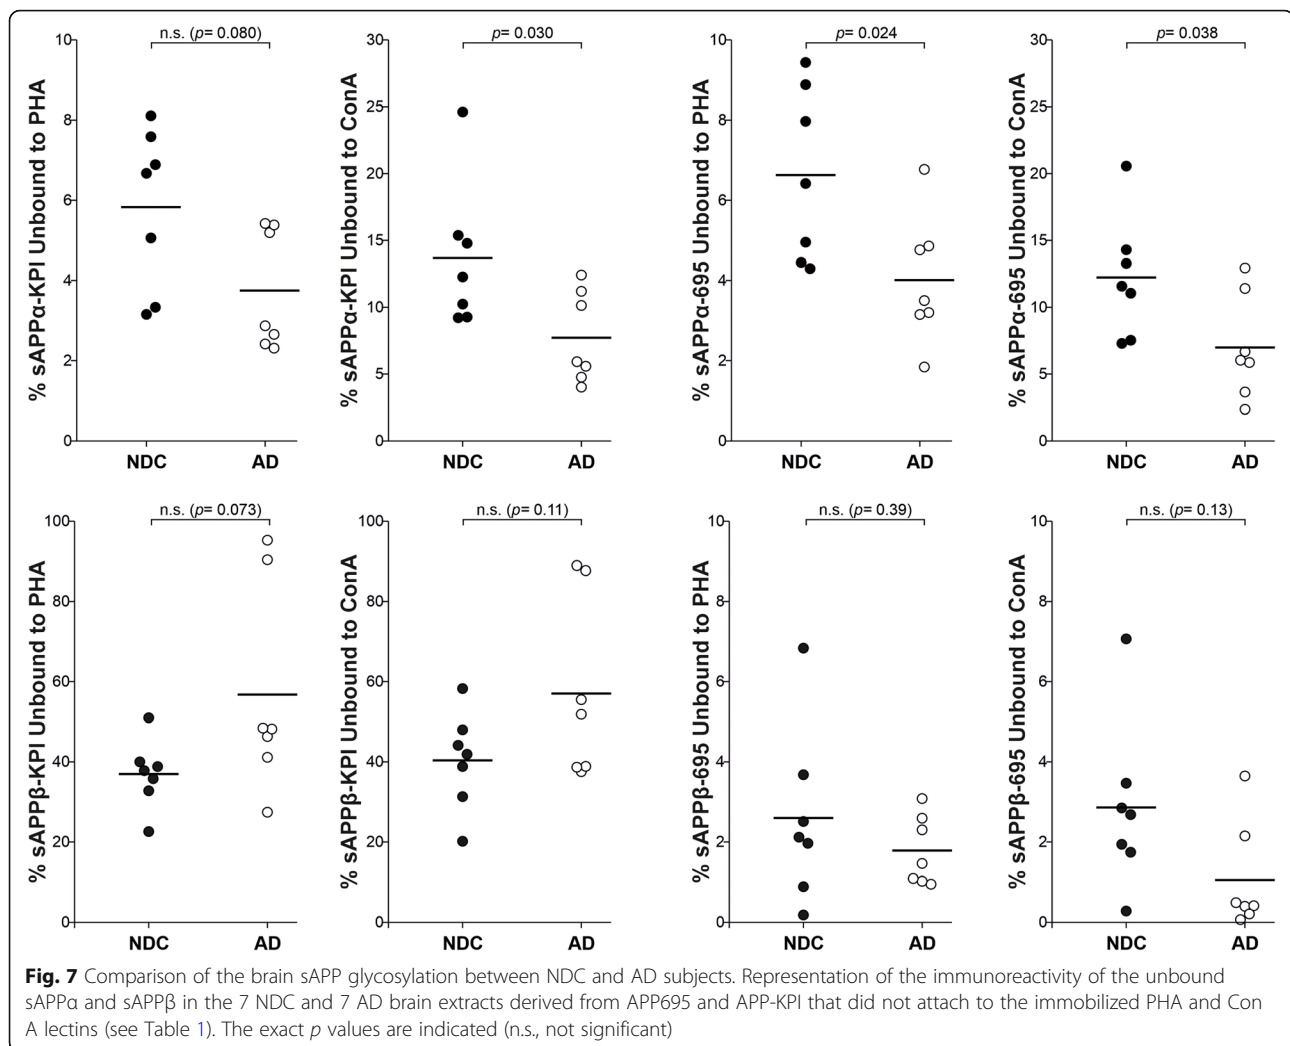 n.s. (p= 0.080)
10
8
6
4
2
0
% sAPPα-KPI Unbound to PHA
NDC AD
p= 0.030
30
25
20
15
10
5
0
% sAPPα-KPI Unbound to ConA
NDC AD
p= 0.024
10
8
6
4
2
0
% sAPPα-695 Unbound to PHA
NDC AD
p= 0.038
30
25
20
15
10
5
0
% sAPPα-695 Unbound to ConA
NDC AD
n.s. (p= 0.073)
100
80
60
40
20
0
% sAPPβ-KPI Unbound to PHA
NDC AD
n.s. (p= 0.11)
100
80
60
40
20
0
% sAPPβ-KPI Unbound to ConA
NDC AD
n.s. (p= 0.39)
10
8
6
4
2
0
% sAPPβ-695 Unbound to PHA
NDC AD
n.s. (p= 0.13)
10
8
6
4
2
0
% sAPPβ-695 Unbound to ConA
NDC AD
Fig. 7 Comparison of the brain sAPP glycosylation between NDC and AD subjects. Representation of the immunoreactivity of the unbound
sAPPα and sAPPβ in the 7 NDC and 7 AD brain extracts derived from APP695 and APP-KPI that did not attach to the immobilized PHA and Con
A lectins (see Table 1). The exact p values are indicated (n.s., not significant)